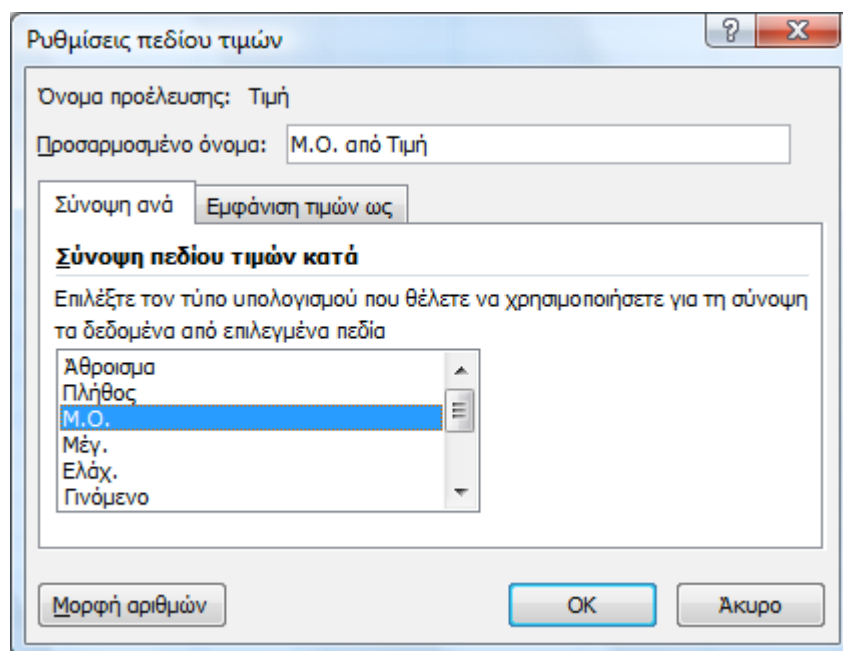 Ρυθμίσεις πεδίου τιμών
Όνομα προέλευσης: Τιμή
Προσαρμοσμένο όνομα: Μ.Ο. από Τιμή
Σύνοψη ανά Εμφάνιση τιμών ως
Σύνοψη πεδίου τιμών κατά
Επιλέξτε τον τύπο υπολογισμού που θέλετε να χρησιμοποιήσετε για τη σύνοψη
τα δεδομένα από επιλεγμένα πεδία
Άθροισμα
Πλήθος
Μ.Ο.
Μέγ.
Ελάχ.
Γινόμενο
Μορφή αριθμών OK Άκυρο